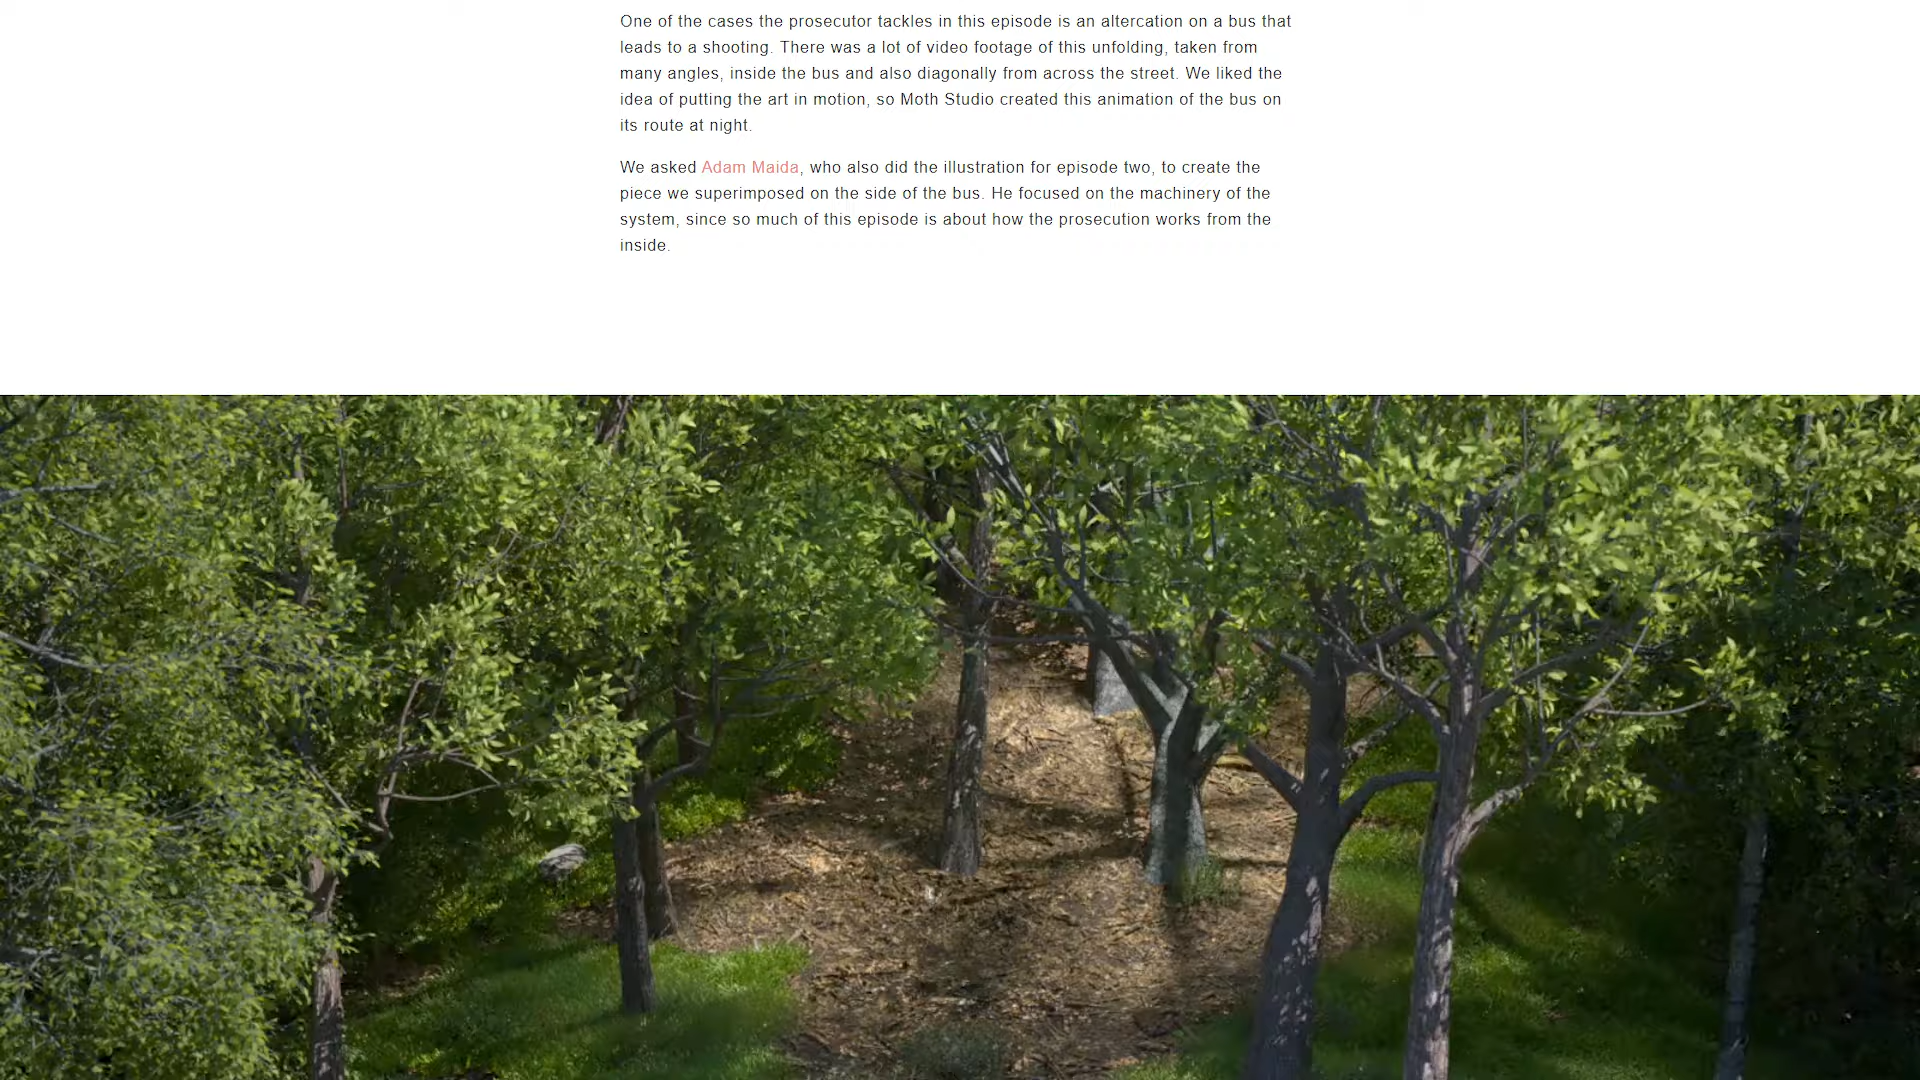 One of the cases the prosecutor tackles in this episode is an altercation on a bus that
leads to a shooting. There was a lot of video footage of this unfolding, taken from
many angles, inside the bus and also diagonally from across the street. We liked the
idea of putting the art in motion, so Moth Studio created this animation of the bus on
its route at night.
We asked Adam Maida, who also did the illustration for episode two, to create the
piece we superimposed on the side of the bus. He focused on the machinery of the
system, since so much of this episode is about how the prosecution works from the
inside.